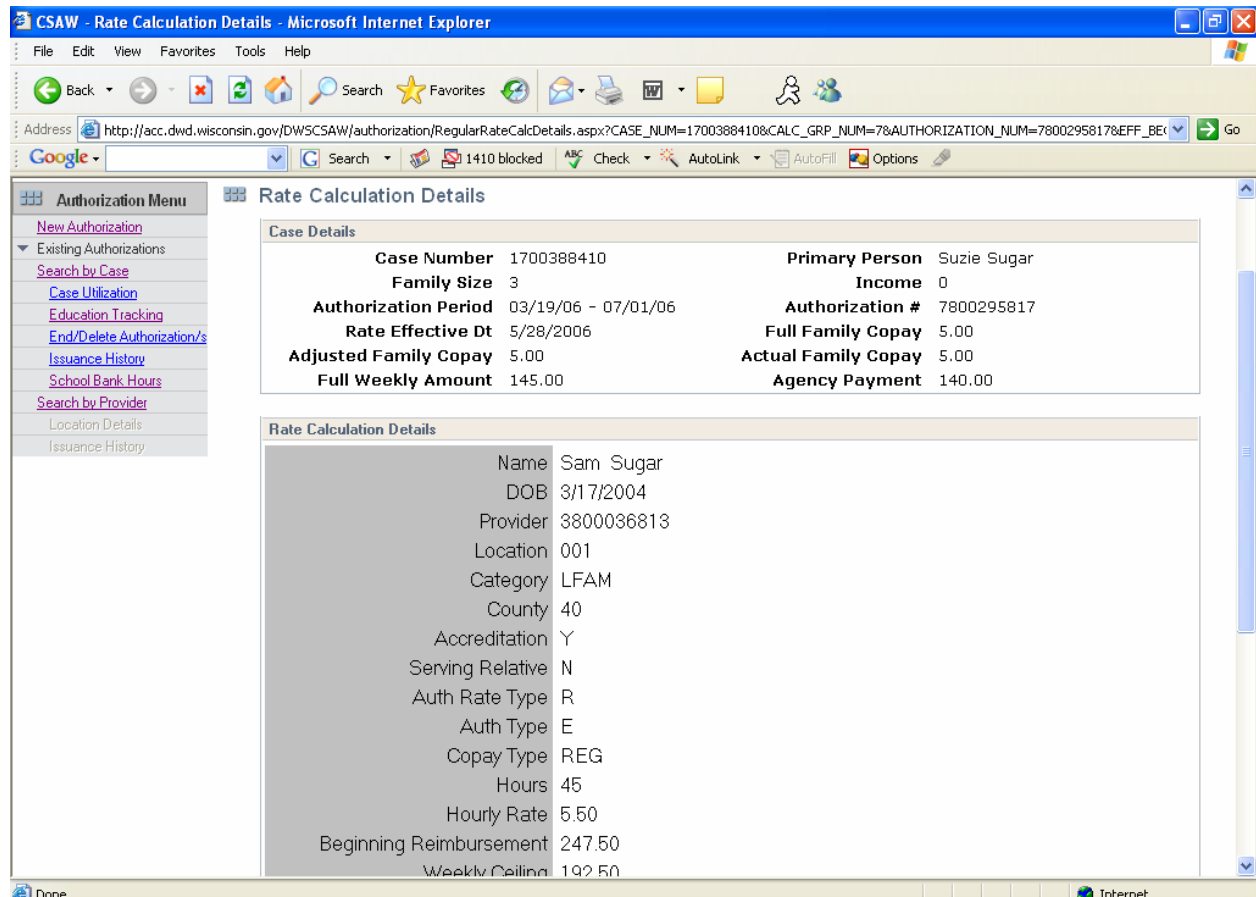 CSAW - Rate Calculation Details - Microsoft Internet Explorer
File Edit View Favorites Tools Help
Back Search Favorites
Address http://acc.dwd.wisconsin.gov/DWSCSAW/authorization/RegularRateCalcDetails.aspx?CASE_NUM=1700388410&CALC_GRP_NUM=7&AUTHORIZATION_NUM=7800295817&EFF_BE Go
Google Search 1410 blocked ABC Check AutoLink AutoFill Options
Authorization Menu
New Authorization
Existing Authorizations
Search by Case
Case Utilization
Education Tracking
End/Delete Authorization/s
Issuance History
School Bank Hours
Search by Provider
Location Details
Issuance History
Rate Calculation Details
Case Details
Case Number 1700388410 Primary Person Suzie Sugar
Family Size 3 Income 0
Authorization Period 03/19/06 - 07/01/06 Authorization # 7800295817
Rate Effective Dt 5/28/2006 Full Family Copay 5.00
Adjusted Family Copay 5.00 Actual Family Copay 5.00
Full Weekly Amount 145.00 Agency Payment 140.00
Rate Calculation Details
Name Sam Sugar
DOB 3/17/2004
Provider 3800036813
Location 001
Category LFAM
County 40
Accreditation Y
Serving Relative N
Auth Rate Type R
Auth Type E
Copay Type REG
Hours 45
Hourly Rate 5.50
Beginning Reimbursement 247.50
Weekly Ceiling 192.50
Done Internet